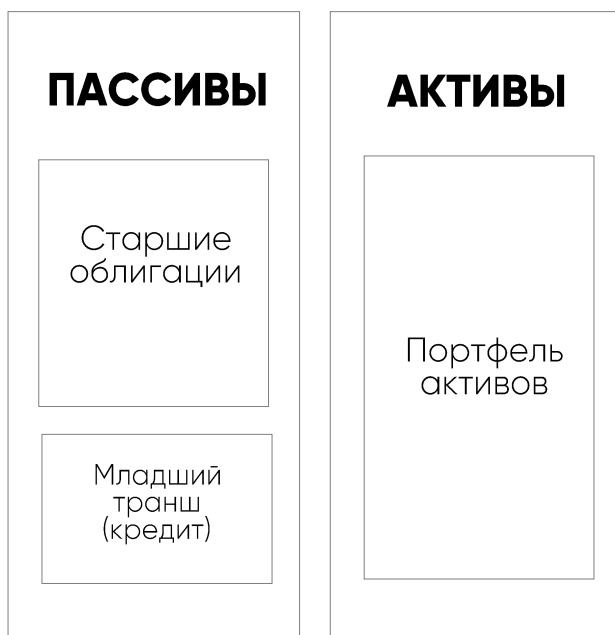 ПАССИВЫ
Старшие
облигации
Младший
транш
(кредит)
АКТИВЫ
Портфель
активов